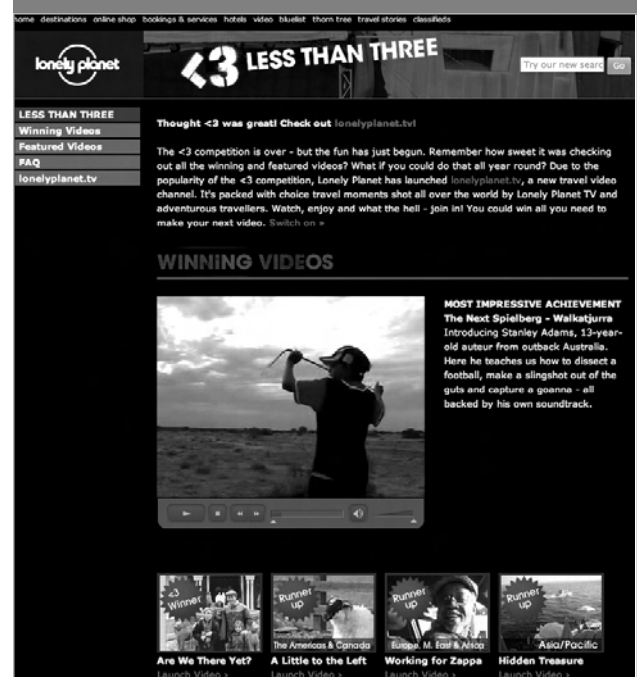 home destinations online shop bookings & services hotels video bluelist thorn tree travel stories classifieds
lonely planet
<3 LESS THAN THREE
Try our new searc
Go
LESS THAN THREE
Winning Videos
Featured Videos
FAQ
lonelyplanet.tv
Thought <3 was great! Check out lonelyplanet.tv!
The <3 competition is over - but the fun has just begun. Remember how sweet it was checking
out all the winning and featured videos? What if you could do that all year round? Due to the
popularity of the <3 competition, Lonely Planet has launched lonelyplanet.tv, a new travel video
channel. It's packed with choice travel moments shot all over the world by Lonely Planet TV and
adventurous travellers. Watch, enjoy and what the hell - join in! You could win all you need to
make your next video. Switch on »
WINNING VIDEOS
MOST IMPRESSIVE ACHIEVEMENT
The Next Spielberg - Walkatjurra
Introducing Stanley Adams, 13-year-
old auteur from outback Australia.
Here he teaches us how to dissect a
football, make a slingshot out of the
guts and capture a goanna - all
backed by his own soundtrack.
<3
Winner
Are We There Yet?
Launch Video >
Runner
up
The Americas & Canada
A Little to the Left
Launch Video >
Runner
up
Europe, M. East & Africa
Working for Zappa
Launch Video >
Runner
up
Asia/Pacific
Hidden Treasure
Launch Video >